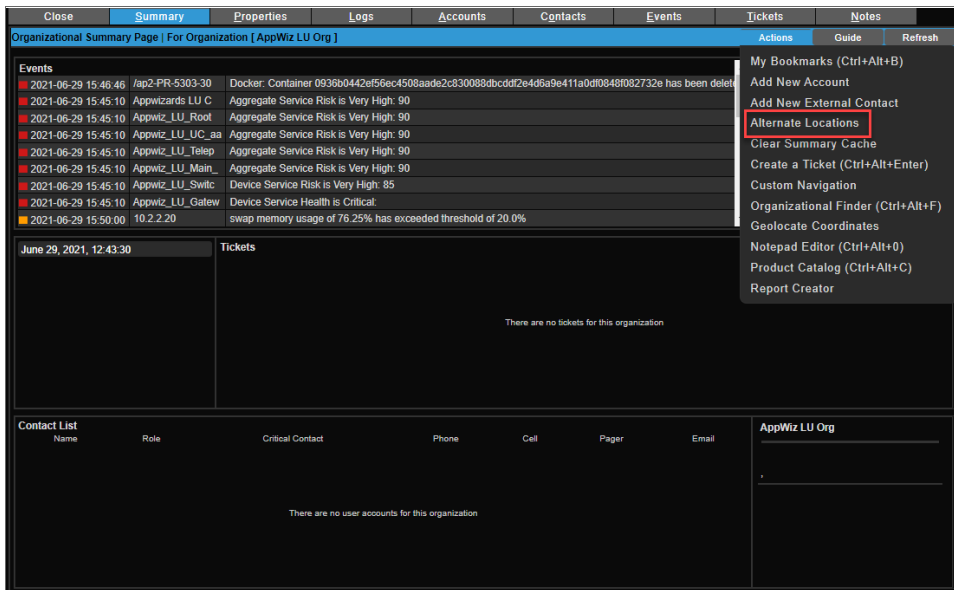 Close Summary Properties Logs Accounts Contacts Events Tickets Notes
Organizational Summary Page | For Organization [ AppWiz LU Org ] Actions Guide Refresh
My Bookmarks (Ctrl+Alt+B)
Add New Account
Add New External Contact
Alternate Locations
Clear Summary Cache
Create a Ticket (Ctrl+Alt+Enter)
Custom Navigation
Organizational Finder (Ctrl+Alt+F)
Geolocate Coordinates
Notepad Editor (Ctrl+Alt+0)
Product Catalog (Ctrl+Alt+C)
Report Creator
Events
2021-06-29 15:46:46 /ap2-PR-5303-30 Docker: Container 0936b0442ef56ec4508aade2c830088dbcddf2e4d6a9e411a0df0848f082732e has been delete
2021-06-29 15:45:10 Appwizards LU C Aggregate Service Risk is Very High: 90
2021-06-29 15:45:10 Appwiz_LU_Root Aggregate Service Risk is Very High: 90
2021-06-29 15:45:10 Appwiz_LU_UC_aa Aggregate Service Risk is Very High: 90
2021-06-29 15:45:10 Appwiz_LU_Telep Aggregate Service Risk is Very High: 90
2021-06-29 15:45:10 Appwiz_LU_Main_ Aggregate Service Risk is Very High: 90
2021-06-29 15:45:10 Appwiz_LU_Switc Device Service Risk is Very High: 85
2021-06-29 15:45:10 Appwiz_LU_Gatew Device Service Health is Critical:
2021-06-29 15:50:00 10.2.2.20 swap memory usage of 76.25% has exceeded threshold of 20.0%
June 29, 2021, 12:43:30
Tickets
There are no tickets for this organization
Contact List
Name Role Critical Contact Phone Cell Pager Email
There are no user accounts for this organization
AppWiz LU Org
,